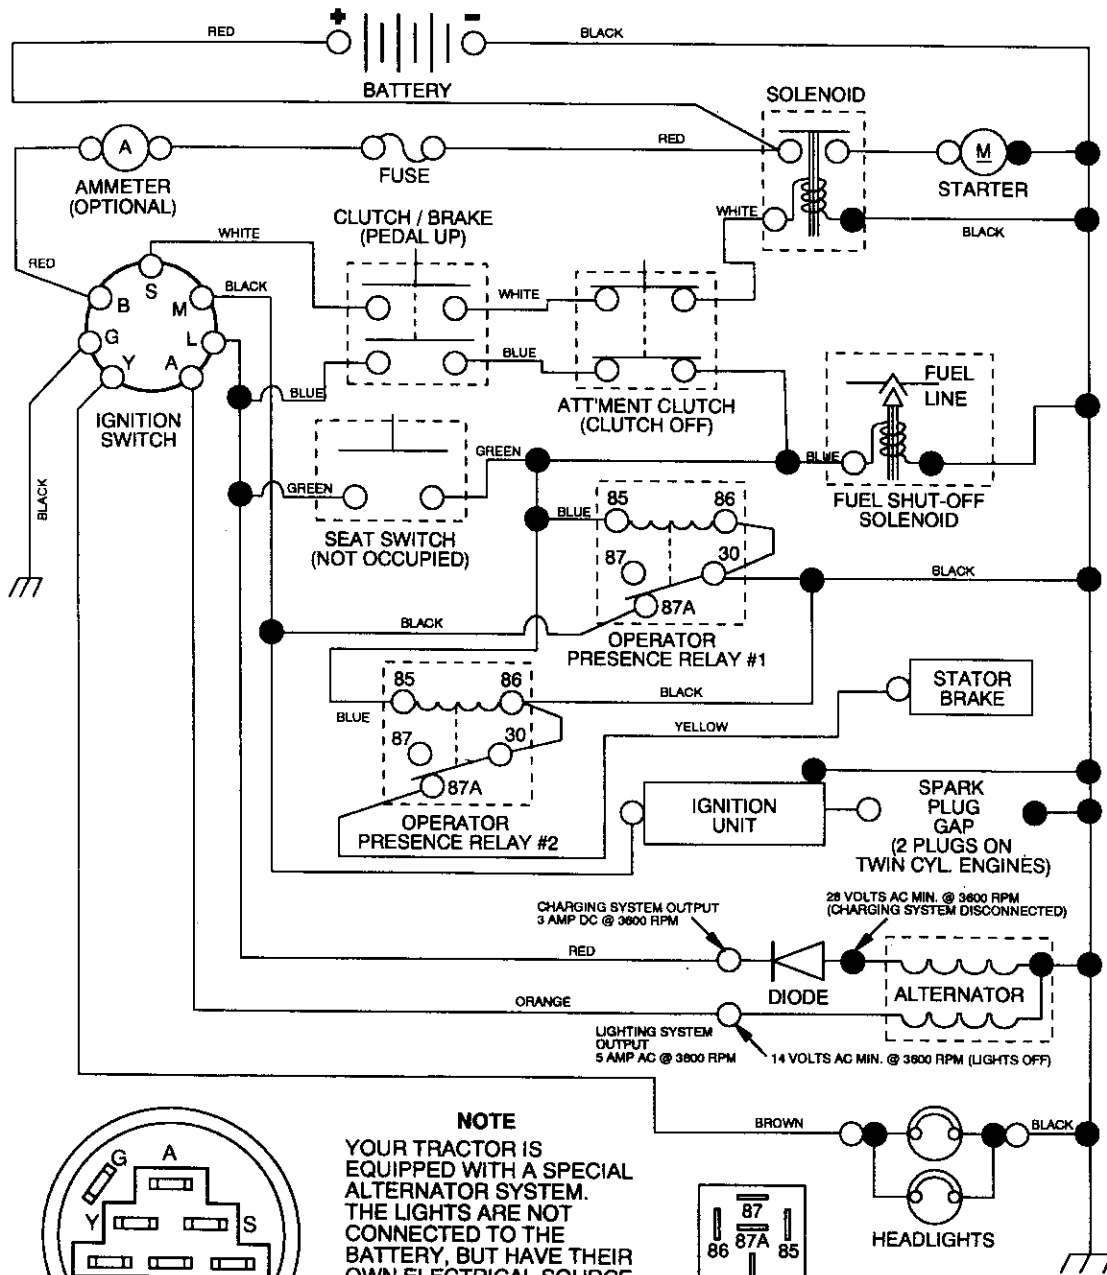 RED
+
-
BLACK
BATTERY
SOLENOID
RED
A
M
AMMETER
(OPTIONAL)
FUSE
STARTER
CLUTCH / BRAKE
(PEDAL UP)
WHITE
WHITE
BLACK
RED
S
B
M
BLACK
WHITE
G
L
Y
A
BLUE
FUEL
LINE
IGNITION
SWITCH
BLUE
ATT'MENT CLUTCH
(CLUTCH OFF)
GREEN
BLUE
BLACK
GREEN
85
86
FUEL SHUT-OFF
SOLENOID
BLUE
SEAT SWITCH
(NOT OCCUPIED)
87
30
BLACK
87A
BLACK
OPERATOR
PRESENCE RELAY #1
85
86
BLACK
STATOR
BRAKE
BLUE
30
YELLOW
87
87A
OPERATOR
PRESENCE RELAY #2
IGNITION
UNIT
SPARK
PLUG
GAP
(2 PLUGS ON
TWIN CYL. ENGINES)
CHARGING SYSTEM OUTPUT
3 AMP DC @ 3600 RPM
28 VOLTS AC MIN. @ 3600 RPM
(CHARGING SYSTEM DISCONNECTED)
RED
DIODE
ALTERNATOR
ORANGE
LIGHTING SYSTEM
OUTPUT
5 AMP AC @ 3600 RPM
14 VOLTS AC MIN. @ 3600 RPM (LIGHTS OFF)
BROWN
BLACK
HEADLIGHTS
G
A
Y
S
NOTE
YOUR TRACTOR IS
EQUIPPED WITH A SPECIAL
ALTERNATOR SYSTEM.
THE LIGHTS ARE NOT
CONNECTED TO THE
BATTERY, BUT HAVE THEIR
OWN ELECTRICAL SOURCE
87
86
87A
85